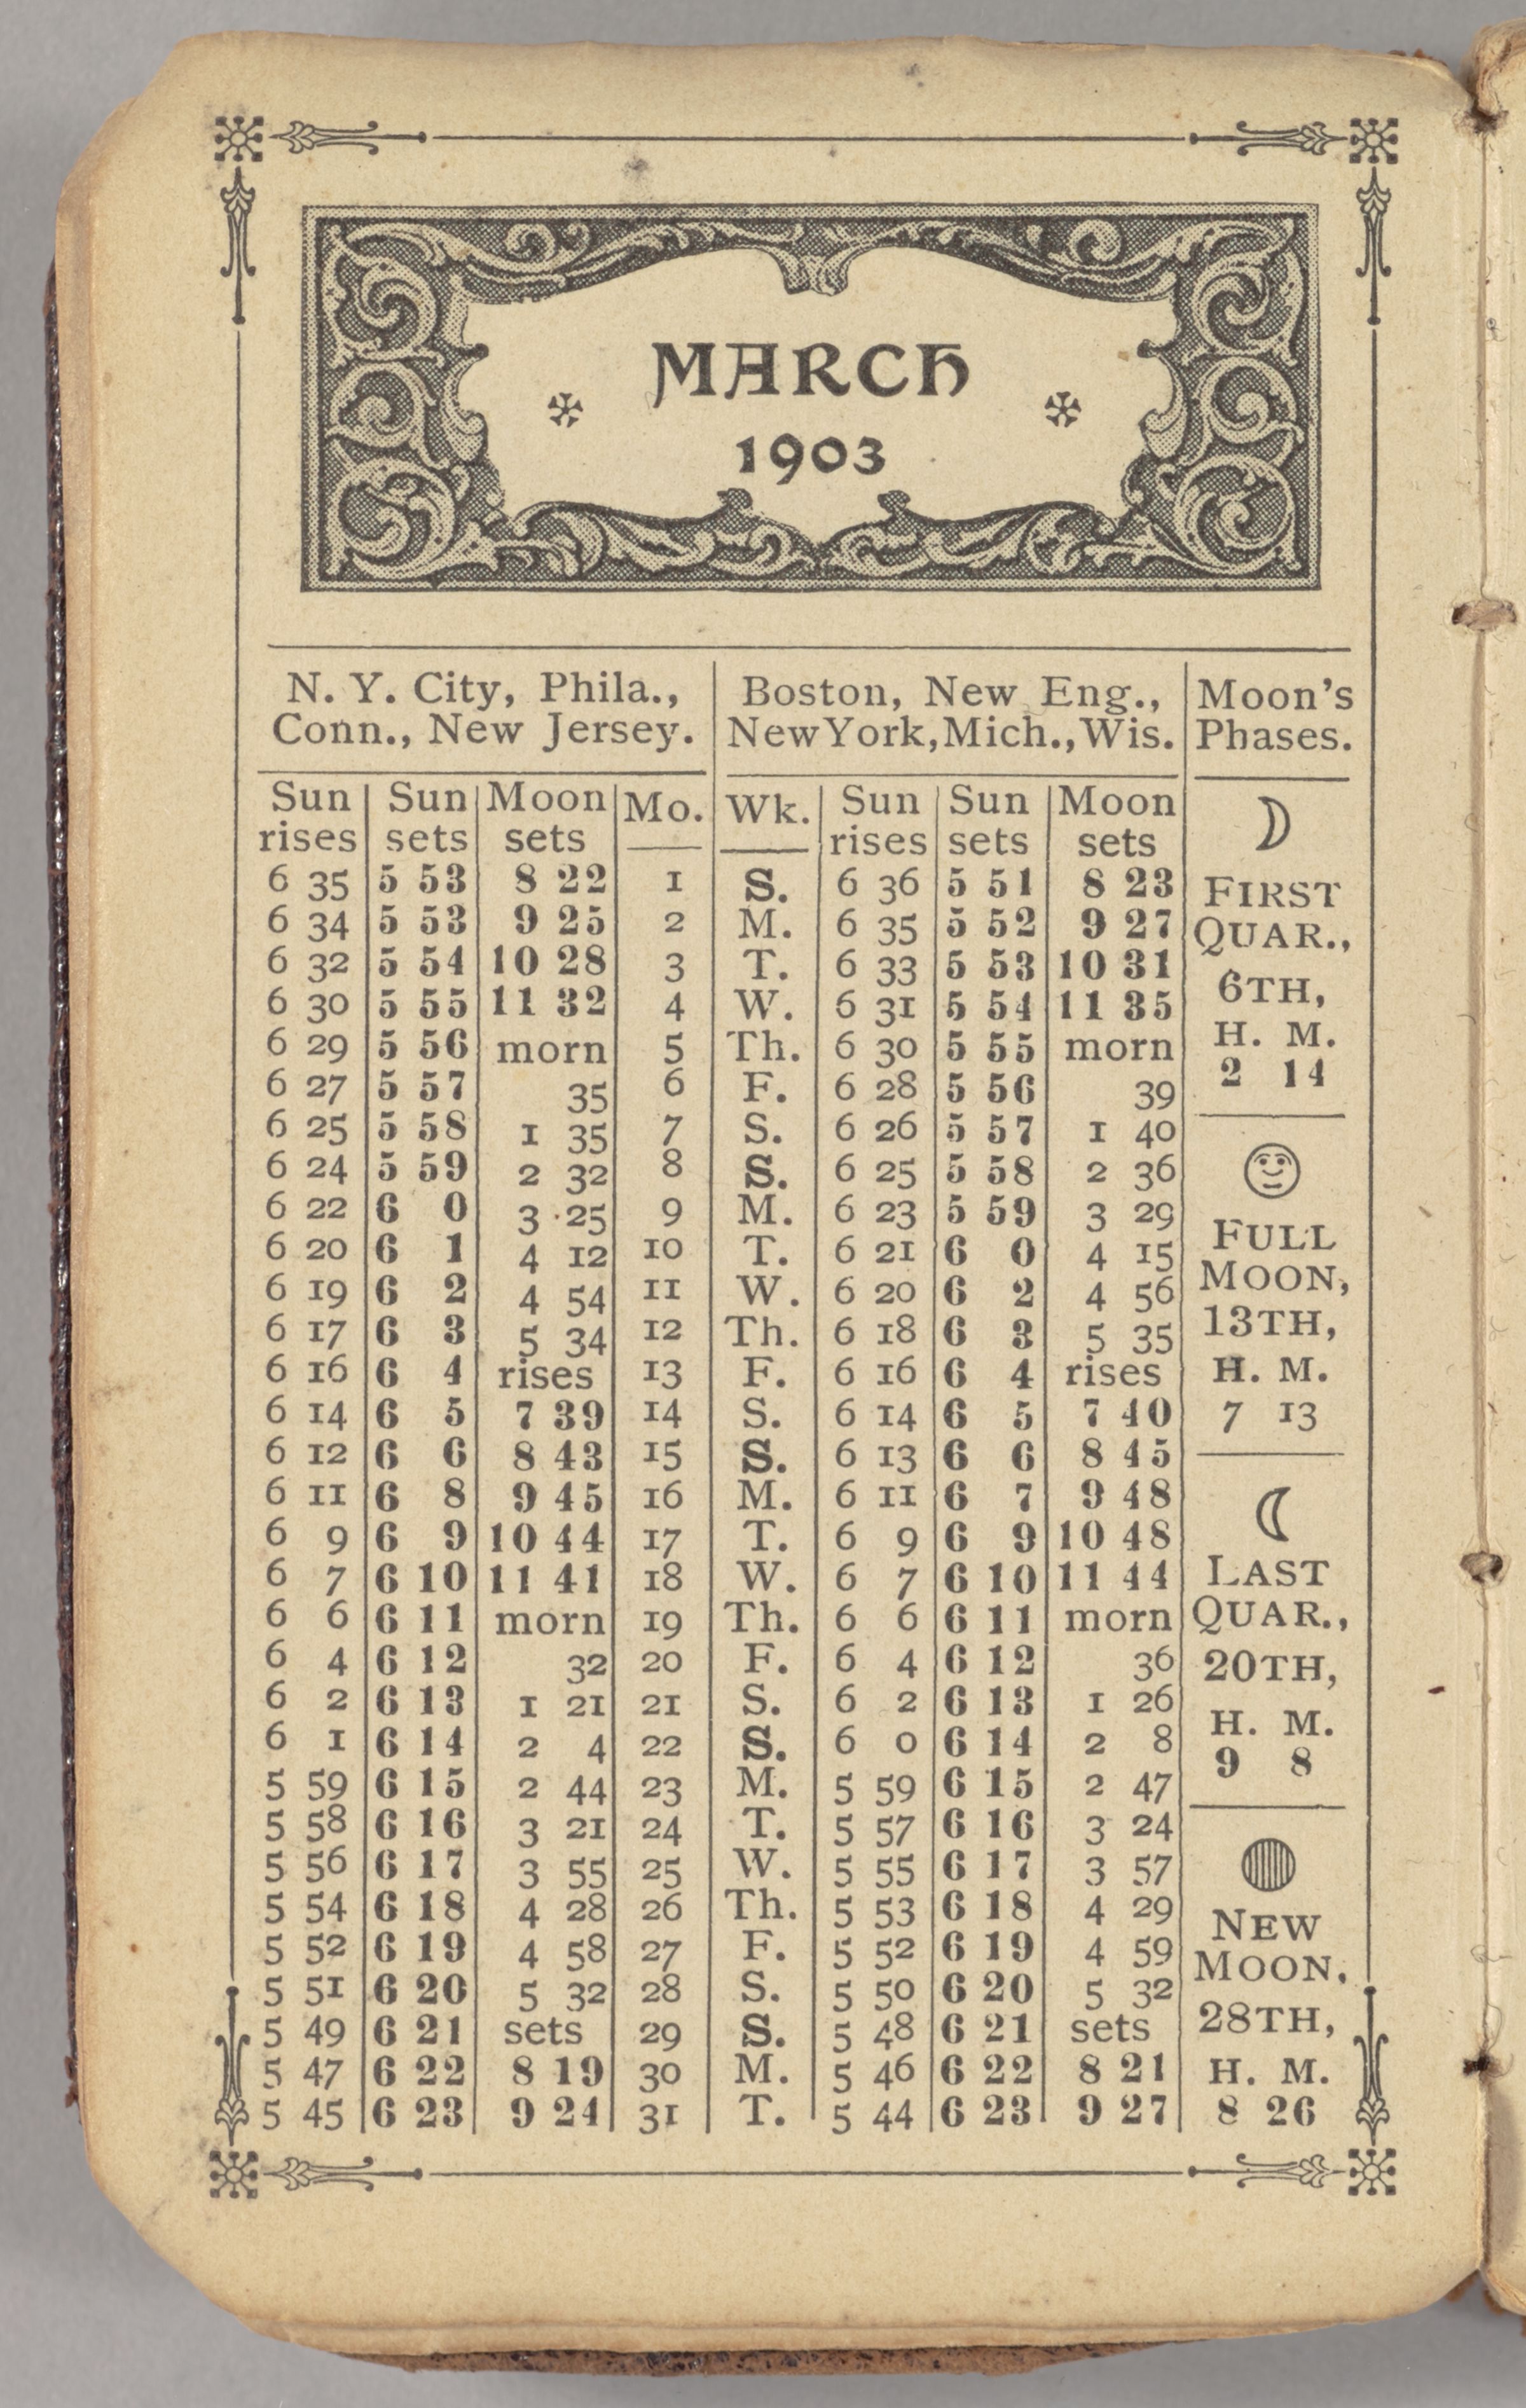 MARCH
1903
N. Y. City, Phila., Boston, New Eng., Moon's
Conn., New Jersey. New York, Mich., Wis. Phases.
Sun Sun Moon Mo. Wk. Sun Sun Moon
rises sets sets rises sets sets
6 35 5 53 8 22 1 S. 6 36 5 51 8 23 FIRST
6 34 5 53 9 25 2 M. 6 35 5 52 9 27 QUAR.,
6 32 5 54 10 28 3 T. 6 33 5 53 10 31 6TH,
6 30 5 55 11 32 4 W. 6 31 5 54 11 35 H. M.
6 29 5 56 morn 5 Th. 6 30 5 55 morn 2 14
6 27 5 57 35 6 F. 6 28 5 56 39
6 25 5 58 1 35 7 S. 6 26 5 57 1 40
6 24 5 59 2 32 8 S. 6 25 5 58 2 36
6 22 6 0 3 25 9 M. 6 23 5 59 3 29 FULL
6 20 6 1 4 12 10 T. 6 21 6 0 4 15 MOON,
6 19 6 2 4 54 11 W. 6 20 6 2 4 56 13TH,
6 17 6 3 5 34 12 Th. 6 18 6 3 5 35 H. M.
6 16 6 4 rises 13 F. 6 16 6 4 rises 7 13
6 14 6 5 7 39 14 S. 6 14 6 5 7 40
6 12 6 6 8 43 15 S. 6 13 6 6 8 45
6 11 6 8 9 45 16 M. 6 11 6 7 9 48
6 9 6 9 10 44 17 T. 6 9 6 9 10 48
6 7 6 10 11 41 18 W. 6 7 6 10 11 44 LAST
6 6 6 11 morn 19 Th. 6 6 6 11 morn QUAR.,
6 4 6 12 32 20 F. 6 4 6 12 36 20TH,
6 2 6 13 1 21 21 S. 6 2 6 13 1 26 H. M.
6 1 6 14 2 4 22 S. 6 0 6 14 2 8 9 8
5 59 6 15 2 44 23 M. 5 59 6 15 2 47
5 58 6 16 3 21 24 T. 5 57 6 16 3 24
5 56 6 17 3 55 25 W. 5 55 6 17 3 57
5 54 6 18 4 28 26 Th. 5 53 6 18 4 29 NEW
5 52 6 19 4 58 27 F. 5 52 6 19 4 59 MOON,
5 51 6 20 5 32 28 S. 5 50 6 20 5 32 28TH,
5 49 6 21 sets 29 S. 5 48 6 21 sets
5 47 6 22 8 19 30 M. 5 46 6 22 8 21 H. M.
5 45 6 23 9 24 31 T. 5 44 6 23 9 27 8 26